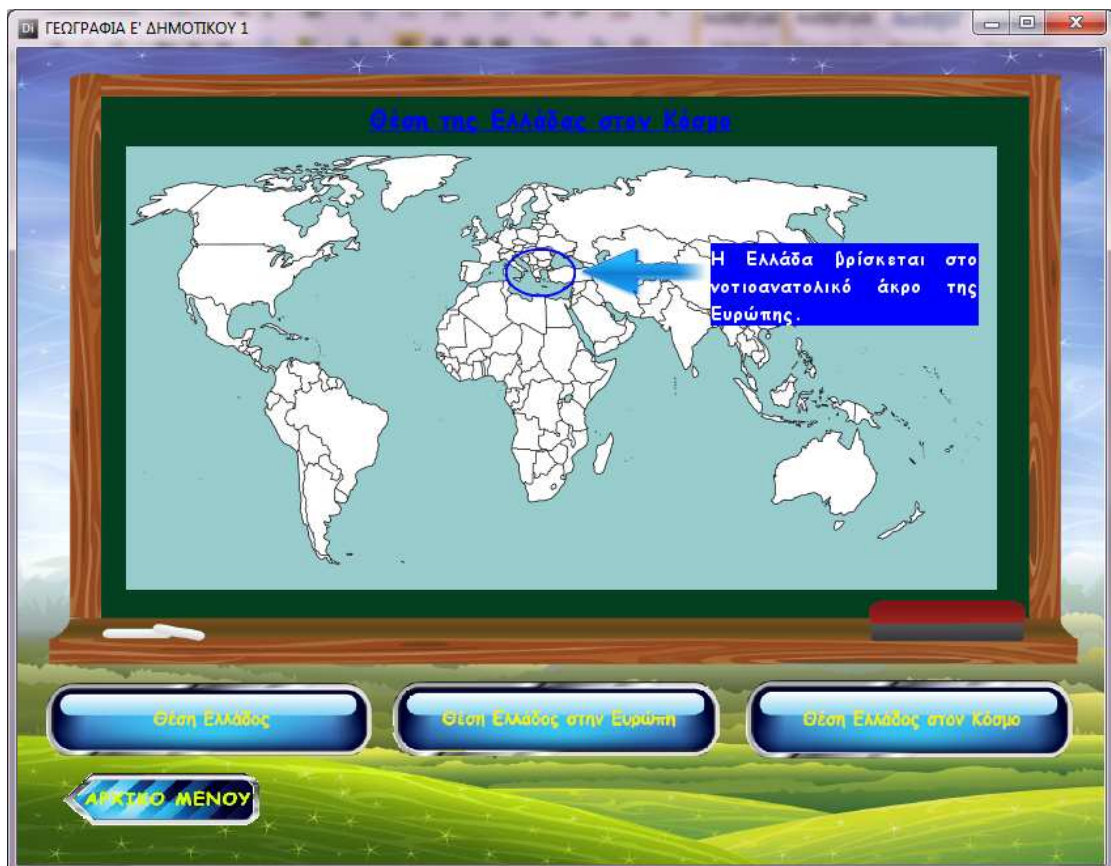 Di ΓΕΩΓΡΑΦΙΑ Ε' ΔΗΜΟΤΙΚΟΥ 1
Θέση της Ελλάδας στον Κόσμο
Η Ελλάδα βρίσκεται στο
νοτιοανατολικό άκρο της
Ευρώπης.
Θέση Ελλάδος
Θέση Ελλάδος στην Ευρώπη
Θέση Ελλάδος στον Κόσμο
ΑΡΧΙΚΟ ΜΕΝΟΥ